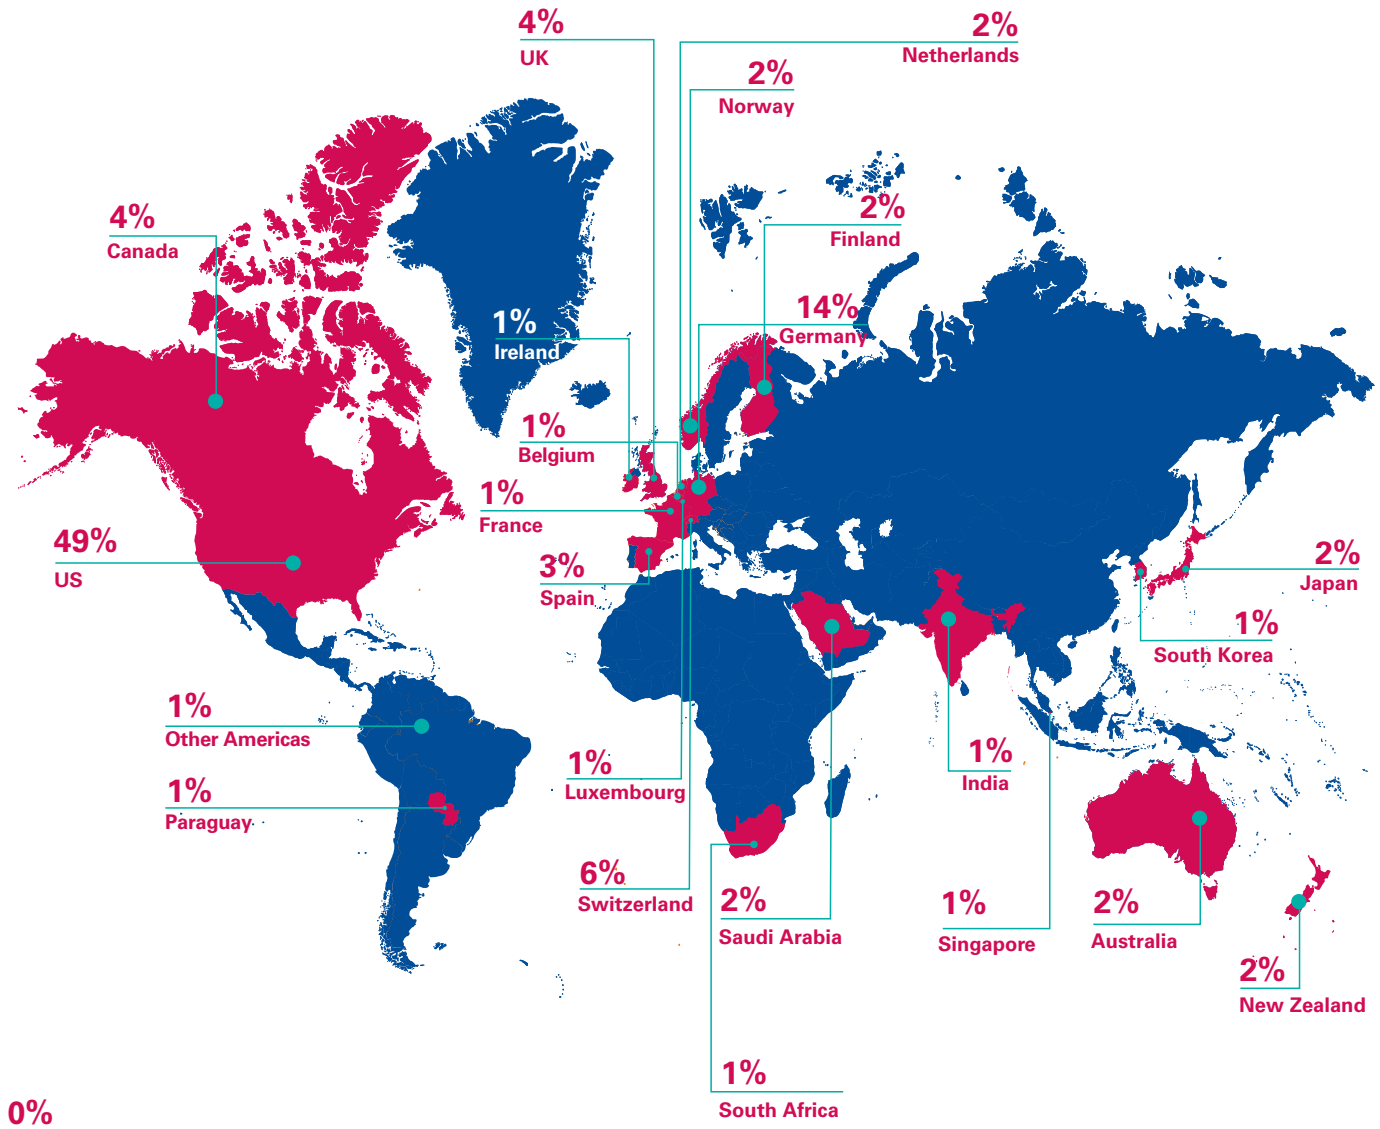 4%
UK
2%
Netherlands
2%
Norway
4%
Canada
2%
Finland
14%
Germany
1%
Ireland
1%
Belgium
1%
France
49%
US
3%
Spain
2%
Japan
1%
South Korea
1%
Other Americas
1%
Luxembourg
1%
India
1%
Paraguay
6%
Switzerland
2%
Saudi Arabia
1%
Singapore
2%
Australia
2%
New Zealand
1%
South Africa
0%